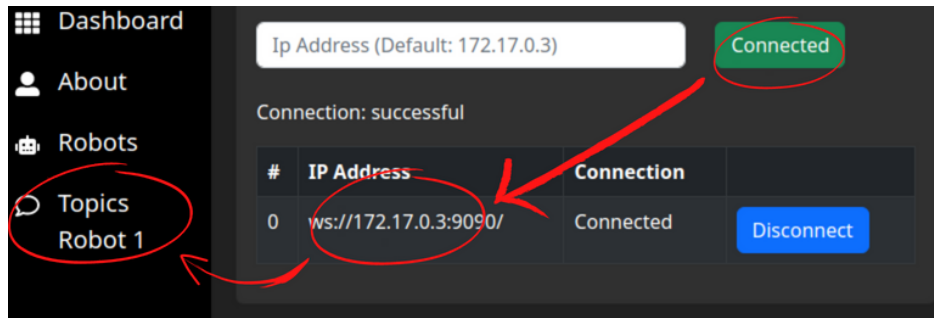 Dashboard
About
Robots
Topics
Robot 1
Ip Address (Default: 172.17.0.3)
Connected
Connection: successful
# IP Address Connection
0 ws://172.17.0.3:9090/ Connected Disconnect